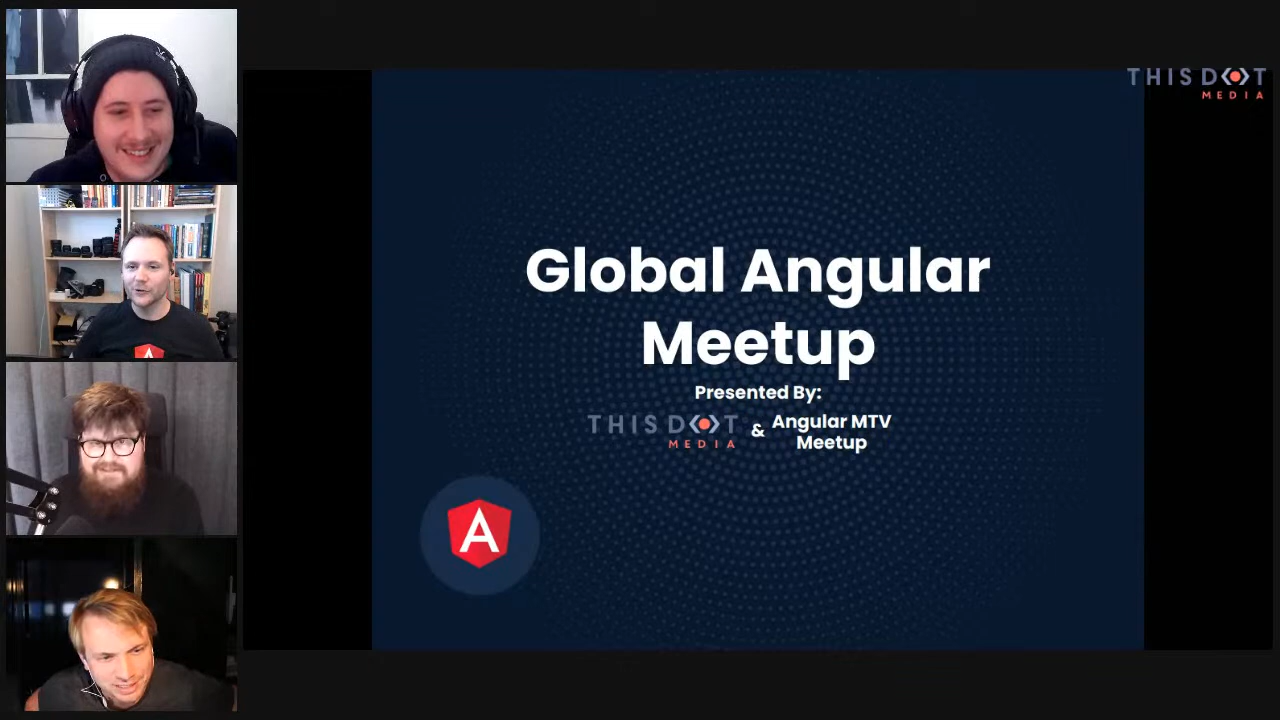 THIS DOT
MEDIA
Global Angular
Meetup
Presented By:
THIS DOT
MEDIA
&
Angular MTV
Meetup
A